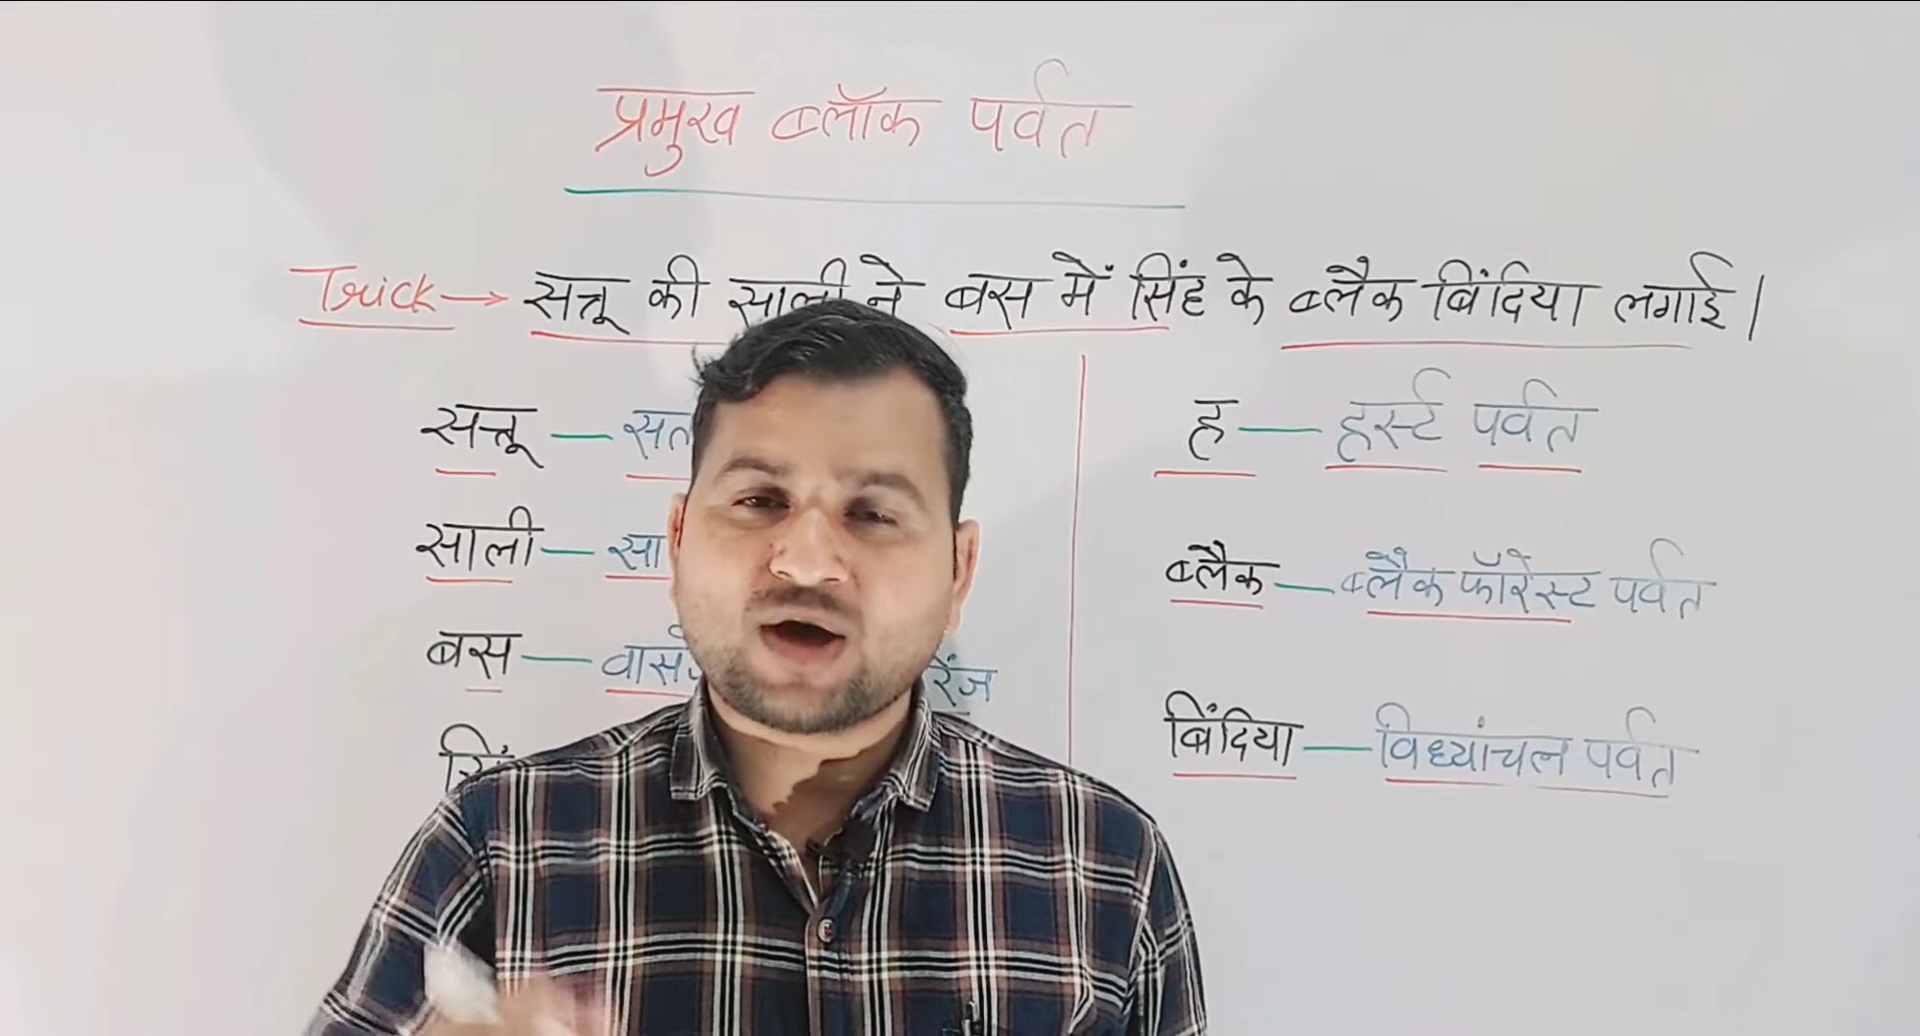 प्रमुख ब्लॉक पर्वत
Trick → सत्तू की साली ने बस में सिंह के ब्लैक बिंदिया लगाई।
सत्तू — सत
साली — सा
बस — वास रेंज
ह — हर्स्ट पर्वत
ब्लैक — ब्लैक फॉरेस्ट पर्वत
बिंदिया — विध्यांचल पर्वत